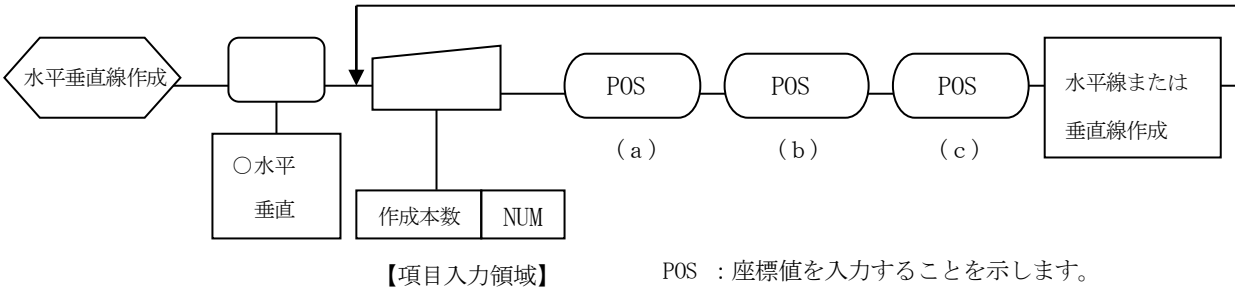 水平垂直線作成
○水平
垂直
作成本数 NUM
【項目入力領域】
POS
(a)
POS
(b)
POS
(c)
水平線または
垂直線作成
POS :座標値を入力することを示します。